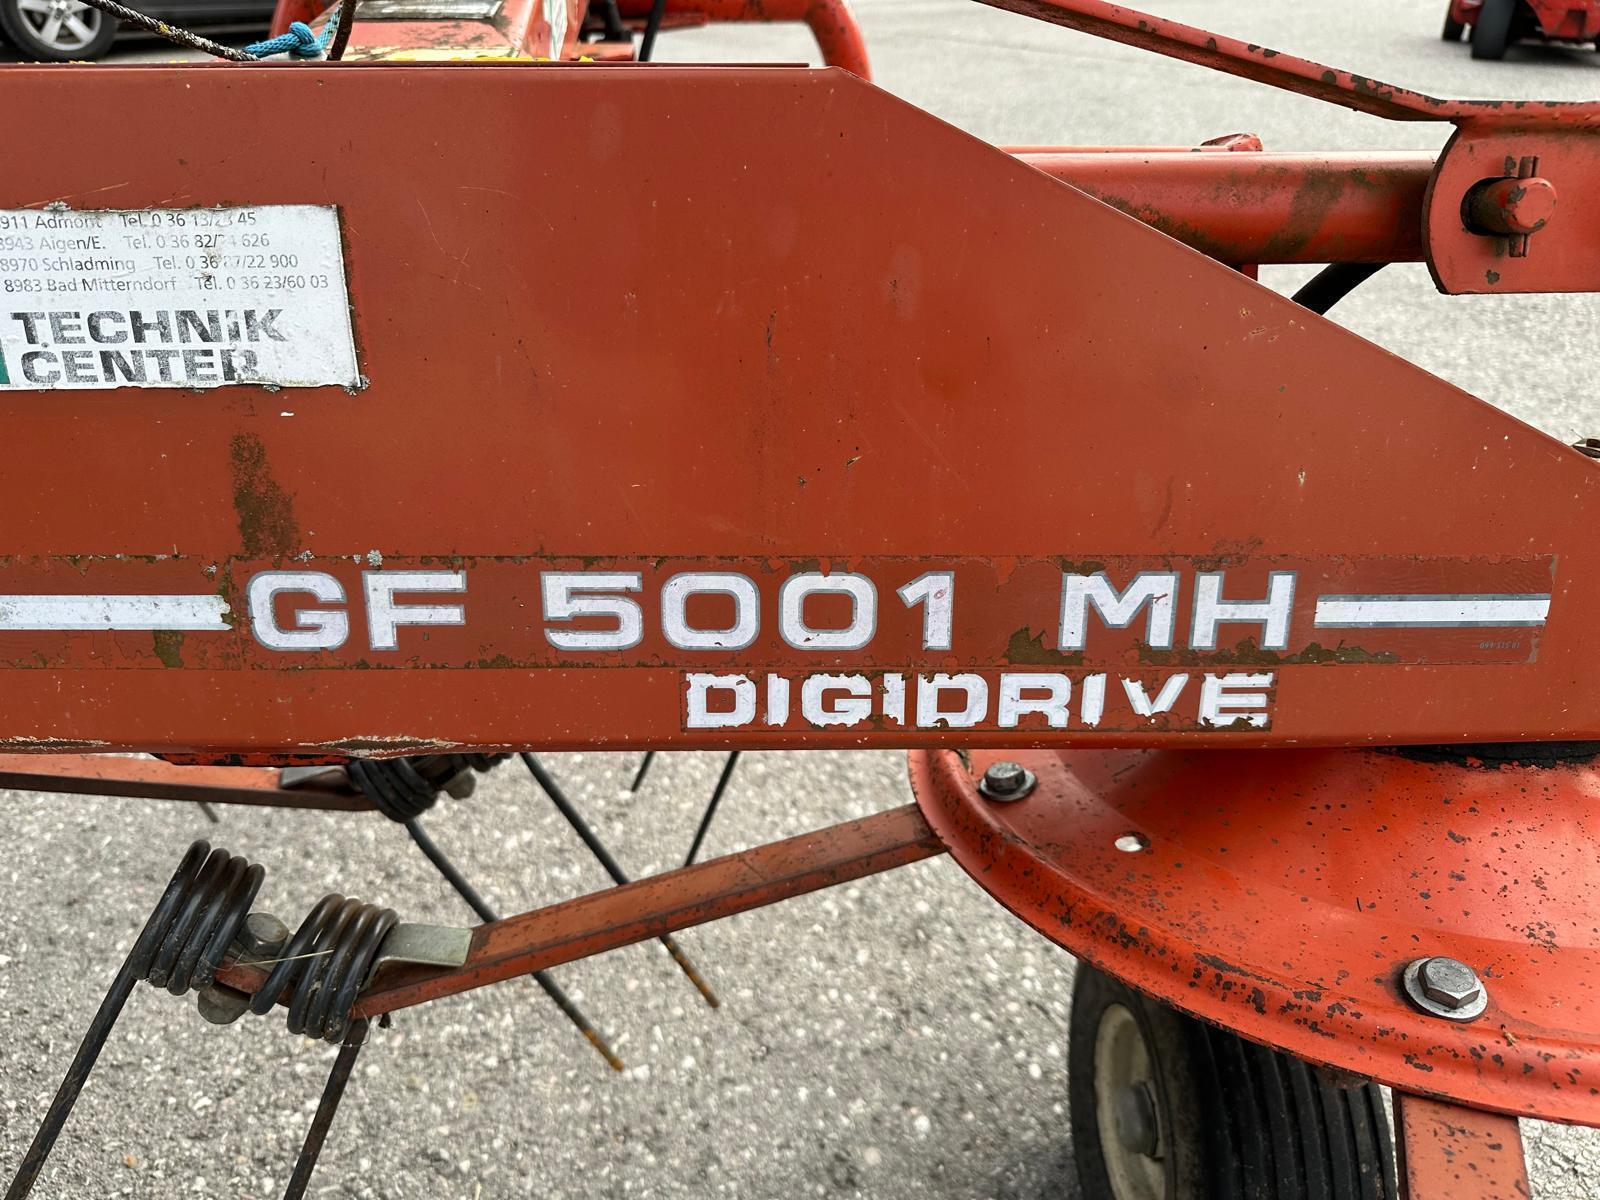 Admont Tel. 0 36 13/23 45
8943 Aigen/E. Tel. 0 36 82/24 626
8970 Schladming Tel. 0 36 87/22 900
8983 Bad Mitterndorf Tel. 0 36 23/60 03
TECHNIK
CENTER
GF 5001 MH
DIGIDRIVE